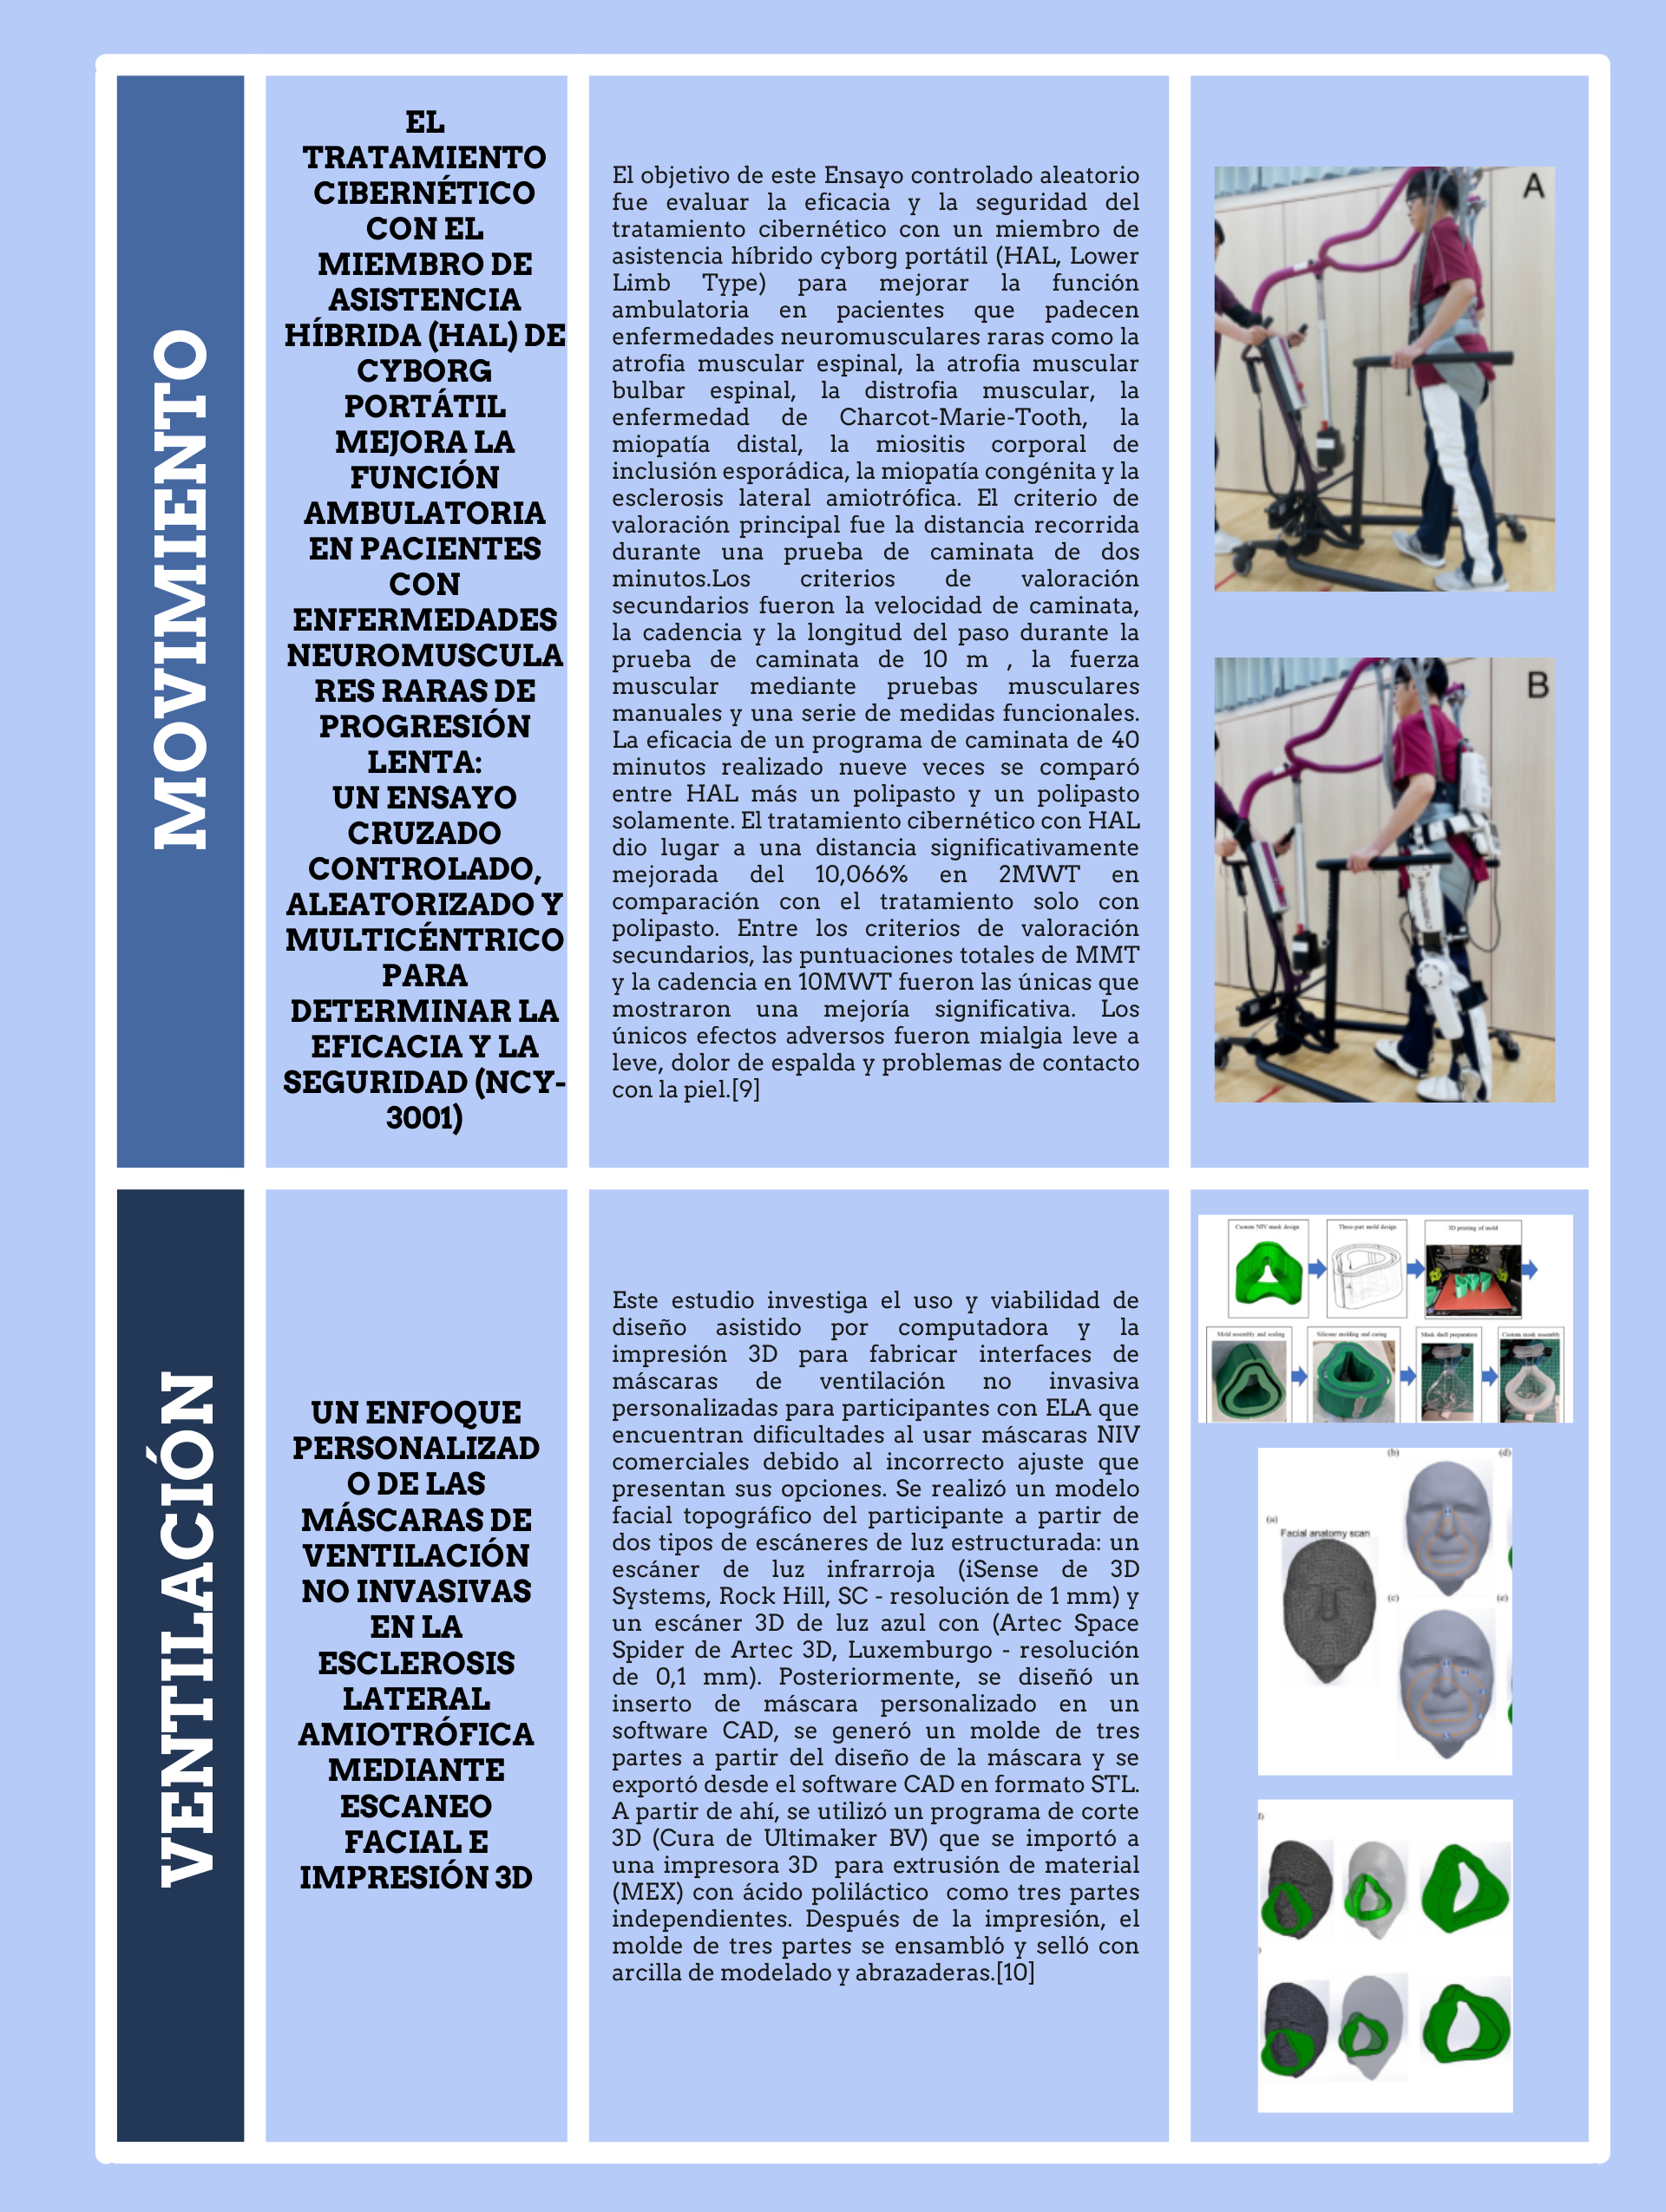 MOVIMIENTO
EL
TRATAMIENTO
CIBERNÉTICO
CON EL
MIEMBRO DE
ASISTENCIA
HÍBRIDA (HAL) DE
CYBORG
PORTÁTIL
MEJORA LA
FUNCIÓN
AMBULATORIA
EN PACIENTES
CON
ENFERMEDADES
NEUROMUSCULA
RES RARAS DE
PROGRESIÓN
LENTA:
UN ENSAYO
CRUZADO
CONTROLADO,
ALEATORIZADO Y
MULTICÉNTRICO
PARA
DETERMINAR LA
EFICACIA Y LA
SEGURIDAD (NCY-
3001)
El objetivo de este Ensayo controlado aleatorio
fue evaluar la eficacia y la seguridad del
tratamiento cibernético con un miembro de
asistencia híbrido cyborg portátil (HAL, Lower
Limb Type) para mejorar la función
ambulatoria en pacientes que padecen
enfermedades neuromusculares raras como la
atrofia muscular espinal, la atrofia muscular
bulbar espinal, la distrofia muscular, la
enfermedad de Charcot-Marie-Tooth, la
miopatía distal, la miositis corporal de
inclusión esporádica, la miopatía congénita y la
esclerosis lateral amiotrófica. El criterio de
valoración principal fue la distancia recorrida
durante una prueba de caminata de dos
minutos.Los criterios de valoración
secundarios fueron la velocidad de caminata,
la cadencia y la longitud del paso durante la
prueba de caminata de 10 m , la fuerza
muscular mediante pruebas musculares
manuales y una serie de medidas funcionales.
La eficacia de un programa de caminata de 40
minutos realizado nueve veces se comparó
entre HAL más un polipasto y un polipasto
solamente. El tratamiento cibernético con HAL
dio lugar a una distancia significativamente
mejorada del 10,066% en 2MWT en
comparación con el tratamiento solo con
polipasto. Entre los criterios de valoración
secundarios, las puntuaciones totales de MMT
y la cadencia en 10MWT fueron las únicas que
mostraron una mejoría significativa. Los
únicos efectos adversos fueron mialgia leve a
leve, dolor de espalda y problemas de contacto
con la piel.[9]
A
B
VENTILACIÓN
UN ENFOQUE
PERSONALIZAD
O DE LAS
MÁSCARAS DE
VENTILACIÓN
NO INVASIVAS
EN LA
ESCLEROSIS
LATERAL
AMIOTRÓFICA
MEDIANTE
ESCANEO
FACIAL E
IMPRESIÓN 3D
Este estudio investiga el uso y viabilidad de
diseño asistido por computadora y la
impresión 3D para fabricar interfaces de
máscaras de ventilación no invasiva
personalizadas para participantes con ELA que
encuentran dificultades al usar máscaras NIV
comerciales debido al incorrecto ajuste que
presentan sus opciones. Se realizó un modelo
facial topográfico del participante a partir de
dos tipos de escáneres de luz estructurada: un
escáner de luz infrarroja (iSense de 3D
Systems, Rock Hill, SC - resolución de 1 mm) y
un escáner 3D de luz azul con (Artec Space
Spider de Artec 3D, Luxemburgo - resolución
de 0,1 mm). Posteriormente, se diseñó un
inserto de máscara personalizado en un
software CAD, se generó un molde de tres
partes a partir del diseño de la máscara y se
exportó desde el software CAD en formato STL.
A partir de ahí, se utilizó un programa de corte
3D (Cura de Ultimaker BV) que se importó a
una impresora 3D para extrusión de material
(MEX) con ácido poliláctico como tres partes
independientes. Después de la impresión, el
molde de tres partes se ensambló y selló con
arcilla de modelado y abrazaderas.[10]
Custom NIV mask design
Three-part mold design
3D printing of mold
Mold assembly and sealing
Silicone molding and curing
Mask shell preparation
Custom mask assembly
(a)
Facial anatomy scan
(b)
(d)
(c)
(e)